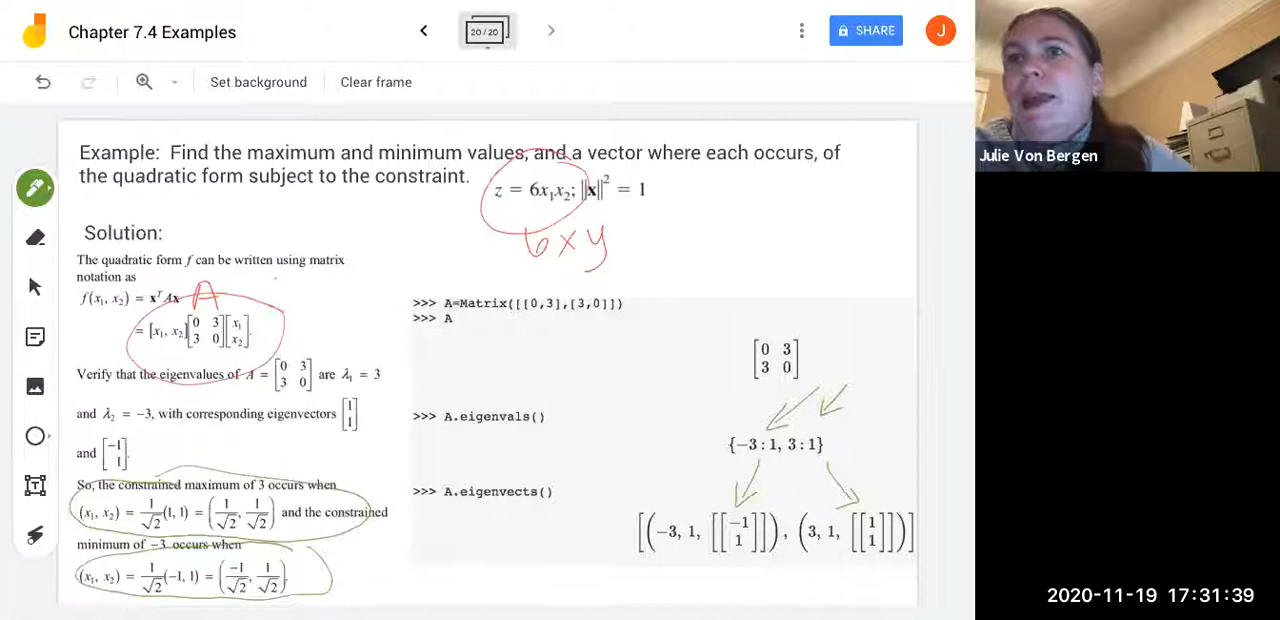 Chapter 7.4 Examples
20 / 20
SHARE
J
Set background
Clear frame
Julie Von Bergen
Example: Find the maximum and minimum values, and a vector where each occurs, of
the quadratic form subject to the constraint.
z = 6x₁x₂; ||x||² = 1
6xy
Solution:
The quadratic form f can be written using matrix
notation as
f(x₁, x₂) = xᵀAx
A
= [x₁, x₂] [0 3; 3 0] [x₁; x₂].
Verify that the eigenvalues of A = [0 3; 3 0] are λ₁ = 3
and λ₂ = −3, with corresponding eigenvectors [1; 1]
and [−1; 1].
So, the constrained maximum of 3 occurs when
(x₁, x₂) = 1/√2 (1, 1) = (1/√2, 1/√2) and the constrained
minimum of −3 occurs when
(x₁, x₂) = 1/√2 (−1, 1) = (−1/√2, 1/√2).
>>> A=Matrix([[0,3],[3,0]])
>>> A
[0 3; 3 0]
>>> A.eigenvals()
{−3 : 1, 3 : 1}
>>> A.eigenvects()
[(−3, 1, [[−1; 1]]), (3, 1, [[1; 1]])]
2020-11-19 17:31:39